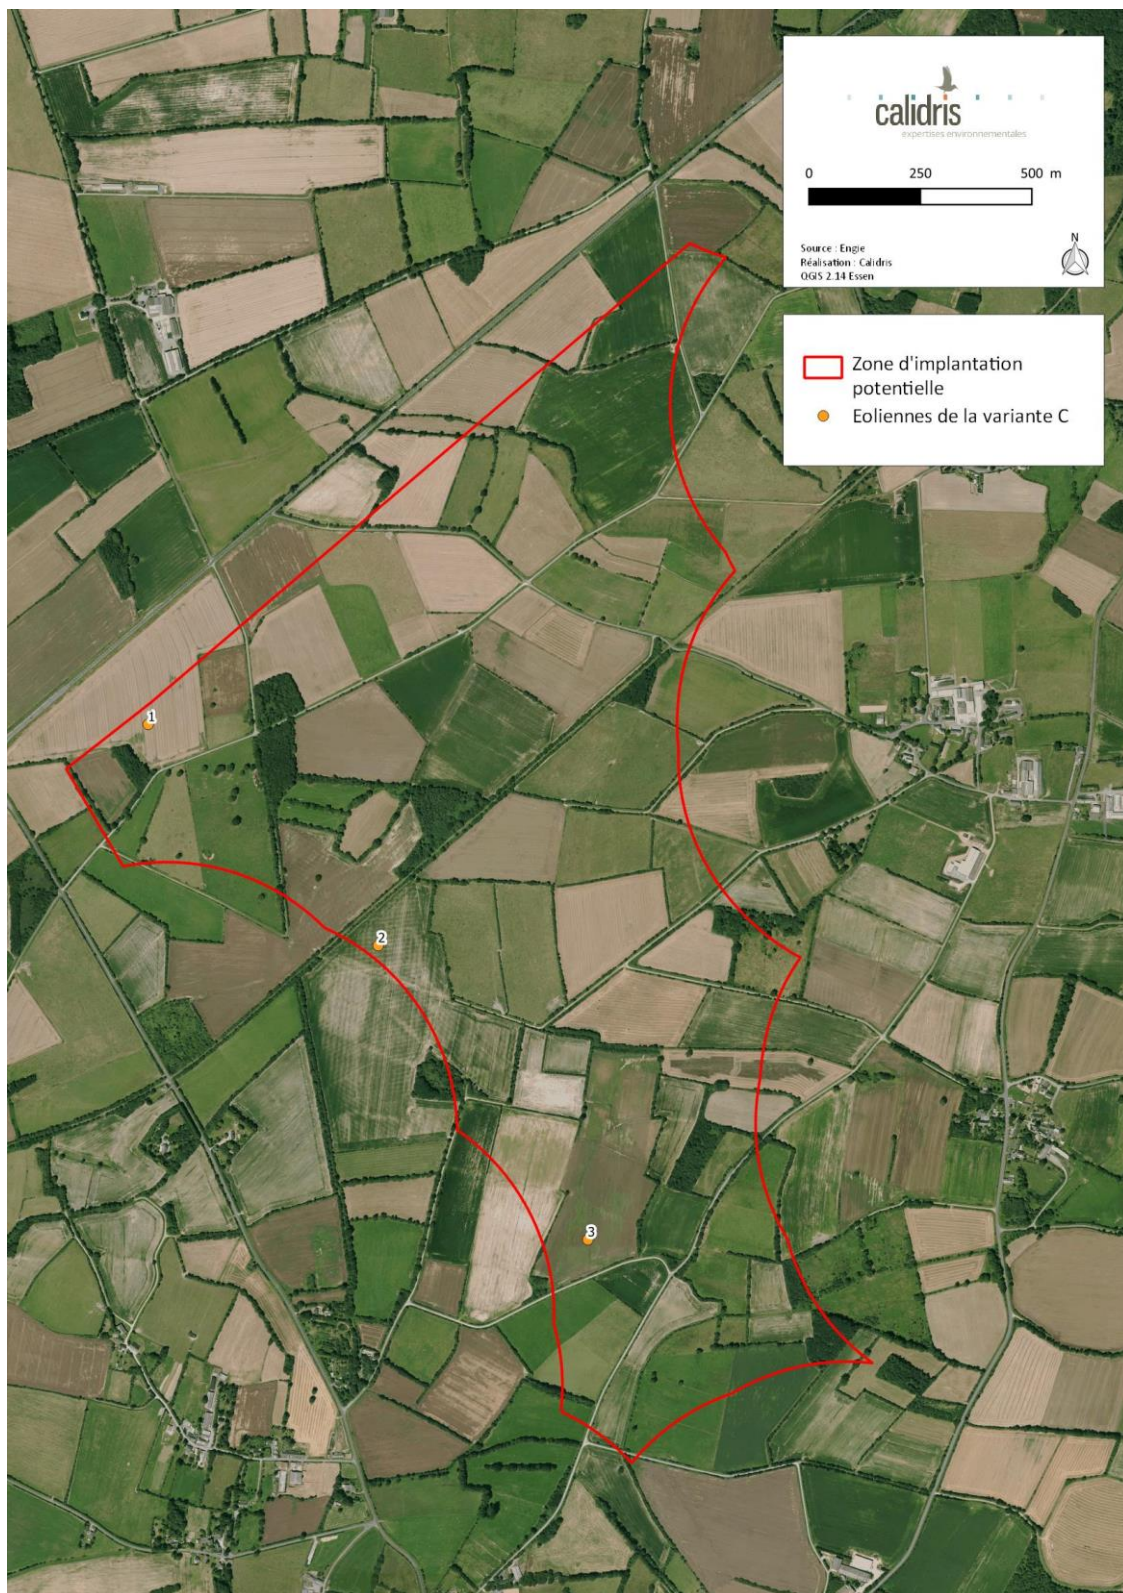 calidris
expertises environnementales
0 250 500 m
Source : Engie
Réalisation : Calidris
QGIS 2.14 Essen
N
Zone d'implantation
potentielle
Eoliennes de la variante C
1
2
3